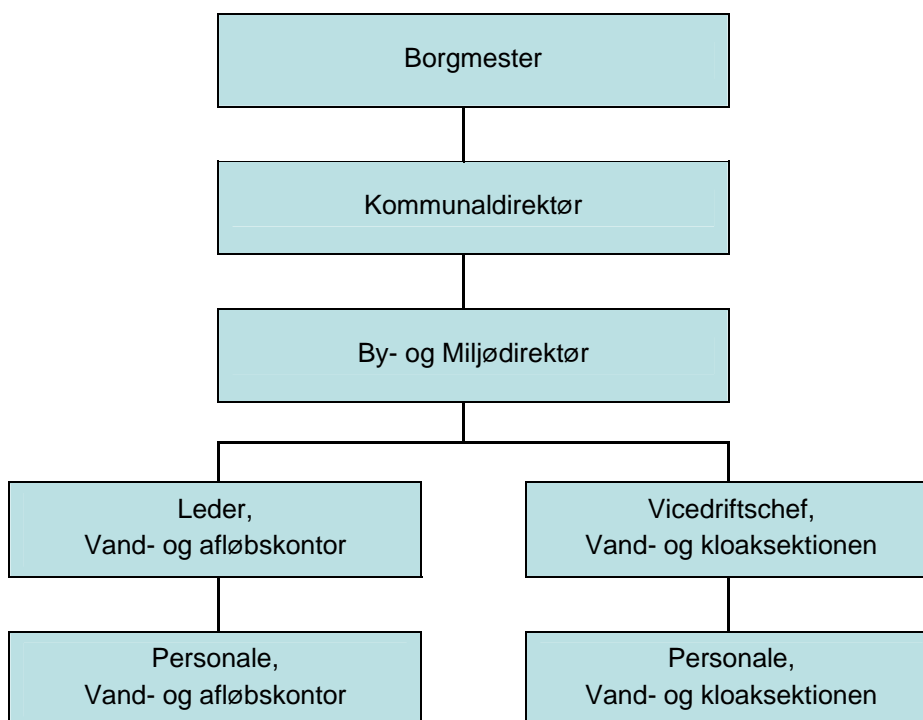 Borgmester
Kommunaldirektør
By- og Miljødirektør
Leder,
Vand- og afløbskontor
Vicedriftschef,
Vand- og kloaksektionen
Personale,
Vand- og afløbskontor
Personale,
Vand- og kloaksektionen